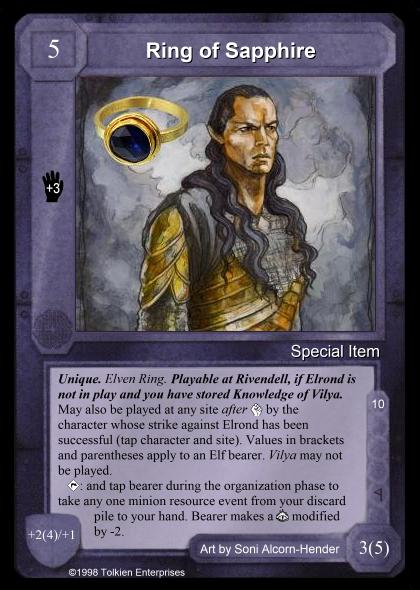 5
Ring of Sapphire
+3
Special Item
Unique. Elven Ring. Playable at Rivendell, if Elrond is
not in play and you have stored Knowledge of Vilya.
May also be played at any site after by the
character whose strike against Elrond has been
successful (tap character and site). Values in brackets
and parentheses apply to an Elf bearer. Vilya may not
be played.
: and tap bearer during the organization phase to
take any one minion resource event from your discard
pile to your hand. Bearer makes a modified
by -2.
10
+2(4)/+1
Art by Soni Alcorn-Hender
3(5)
©1998 Tolkien Enterprises